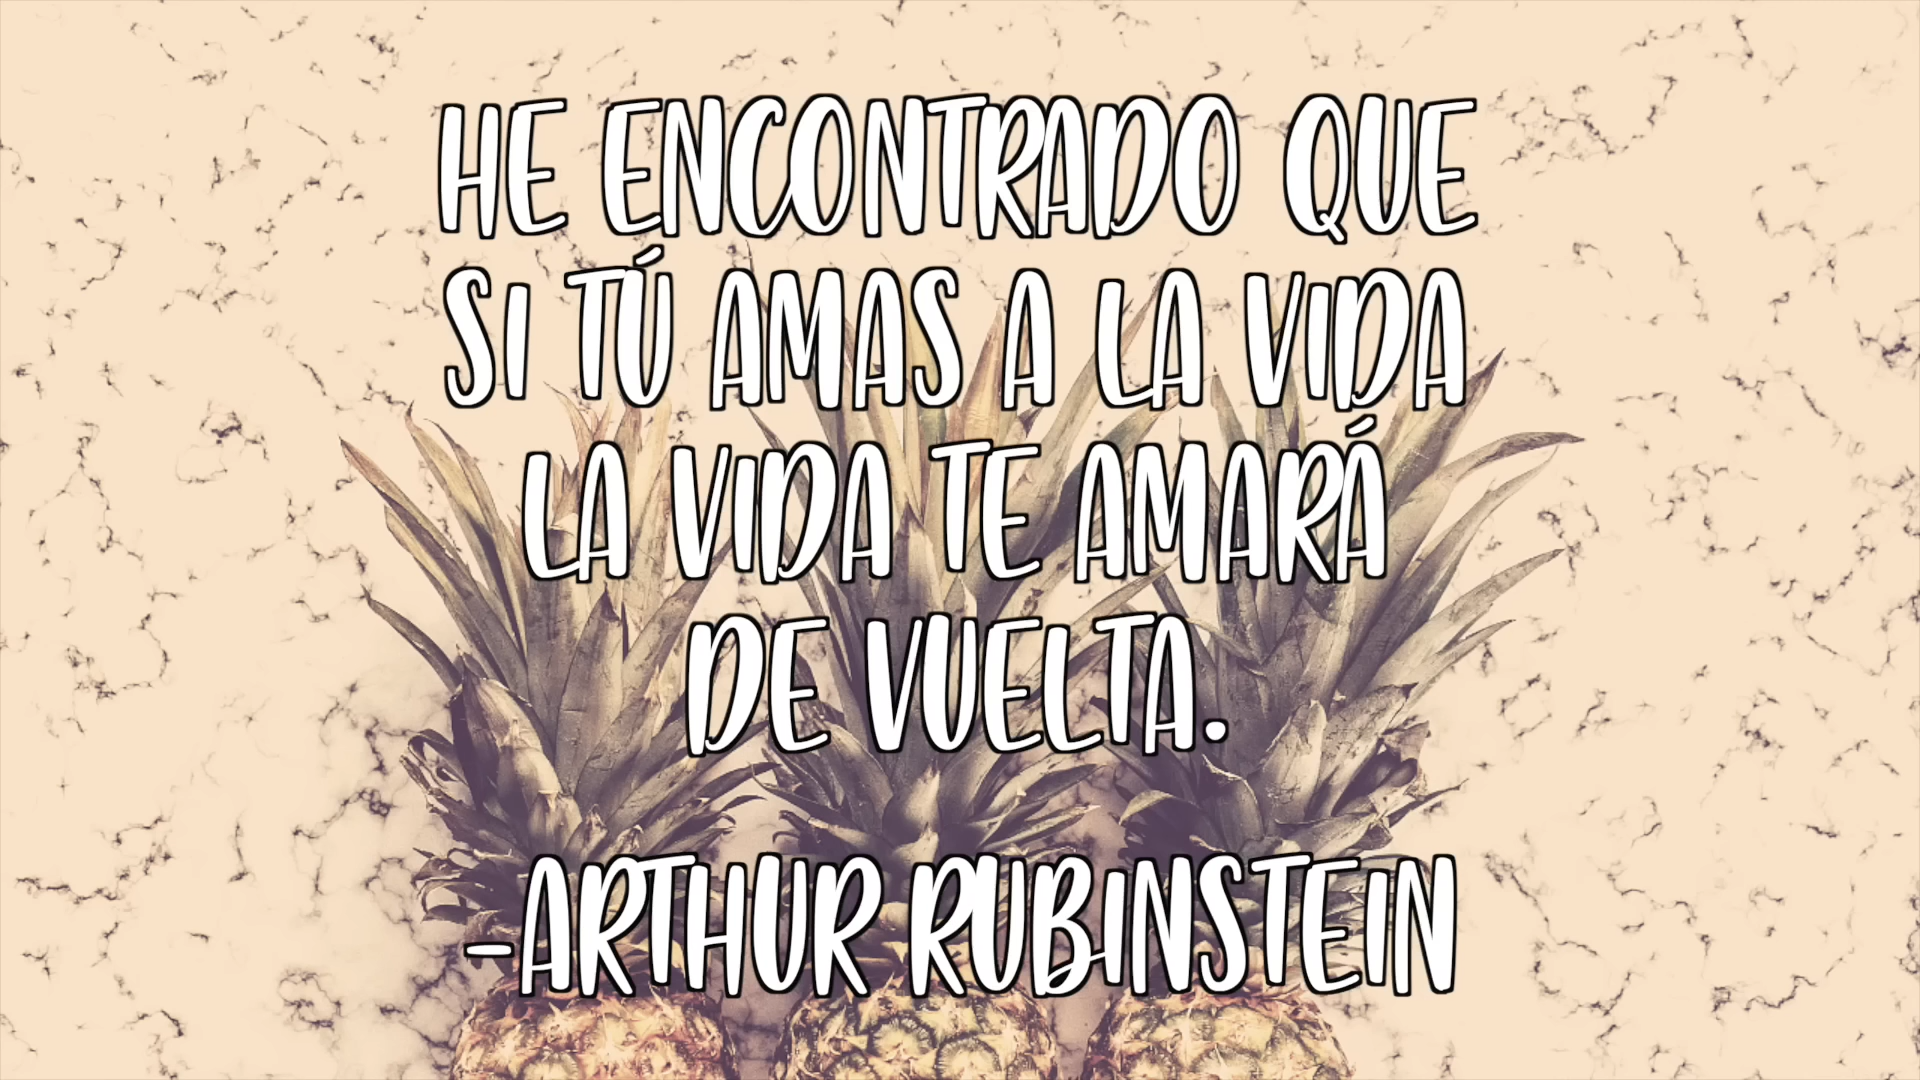 HE ENCONTRADO QUE
SI TÚ AMAS A LA VIDA
LA VIDA TE AMARÁ
DE VUELTA.
-ARTHUR RUBINSTEIN